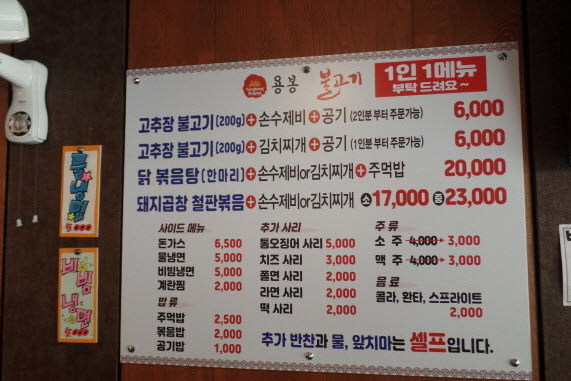 용봉 불고기
1인 1메뉴
부탁 드려요~
고추장 불고기(200g)+손수제비+공기(2인분 부터 주문가능) 6,000
고추장 불고기(200g)+김치찌개+공기(1인분 부터 주문가능) 6,000
닭 볶음탕(한마리)+손수제비or김치찌개+주먹밥 20,000
돼지곱창 철판볶음+손수제비or김치찌개 소17,000 중23,000
사이드 메뉴
돈가스 6,500
물냉면 5,000
비빔냉면 5,000
계란찜 2,000
밥 류
주먹밥 2,500
볶음밥 2,000
공기밥 1,000
추가 사리
통오징어 사리 5,000
치즈 사리 3,000
쫄면 사리 2,000
라면 사리 2,000
떡 사리 2,000
주 류
소 주 4,000→3,000
맥 주 4,000→3,000
음 료
콜라, 환타, 스프라이트
2,000
추가 반찬과 물, 앞치마는 셀프입니다.
물냉면
비빔냉면